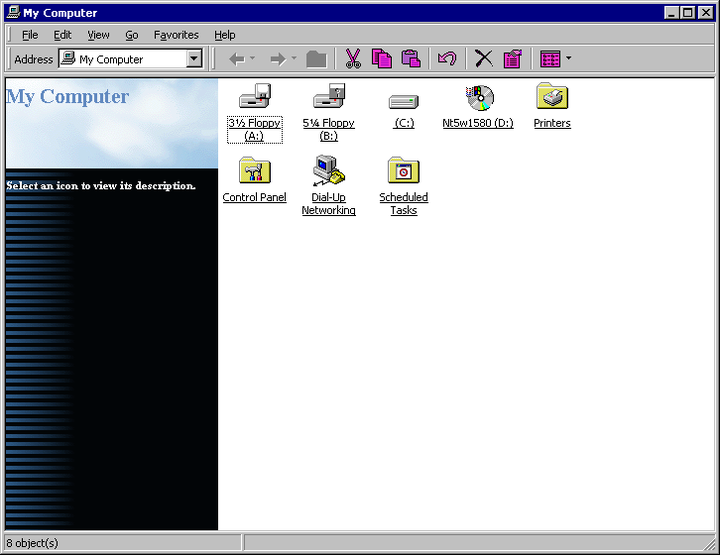 My Computer
File Edit View Go Favorites Help
Address My Computer
My Computer
Select an icon to view its description.
3½ Floppy (A:)
5¼ Floppy (B:)
(C:)
Nt5w1580 (D:)
Printers
Control Panel
Dial-Up Networking
Scheduled Tasks
8 object(s)